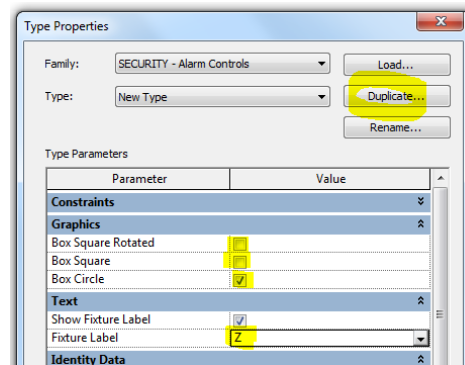 Type Properties
Family: SECURITY - Alarm Controls Load...
Type: New Type Duplicate...
Rename...
Type Parameters
Parameter Value
Constraints
Graphics
Box Square Rotated
Box Square
Box Circle
Text
Show Fixture Label
Fixture Label Z
Identity Data